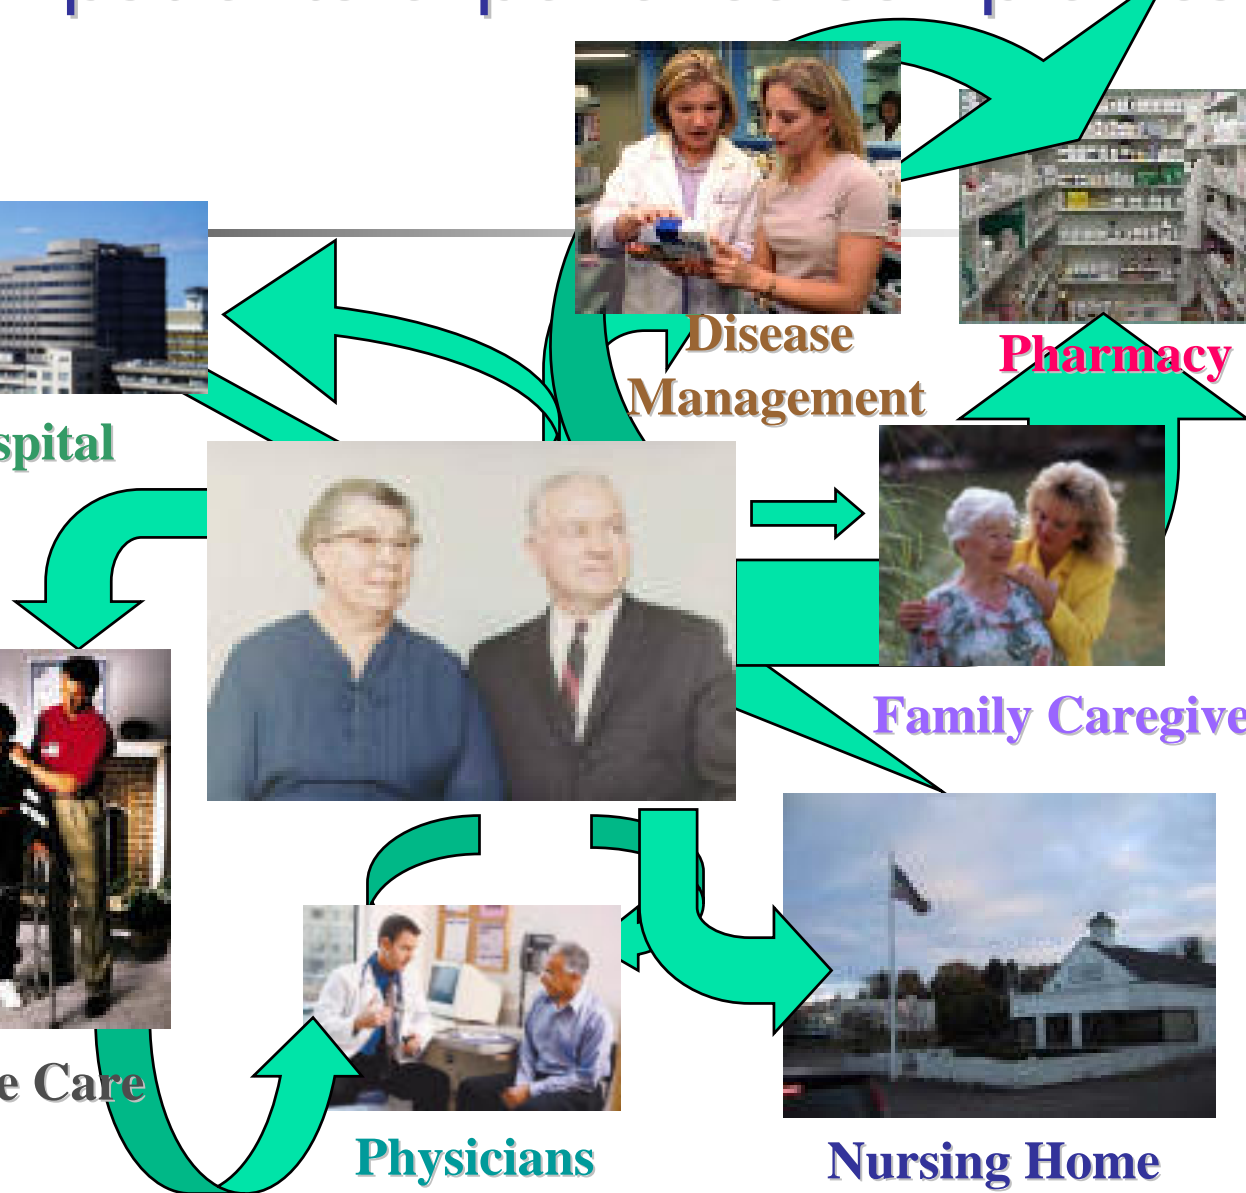 Disease
Management
Pharmacy
spital
Family Caregive
e Care
Physicians
Nursing Home